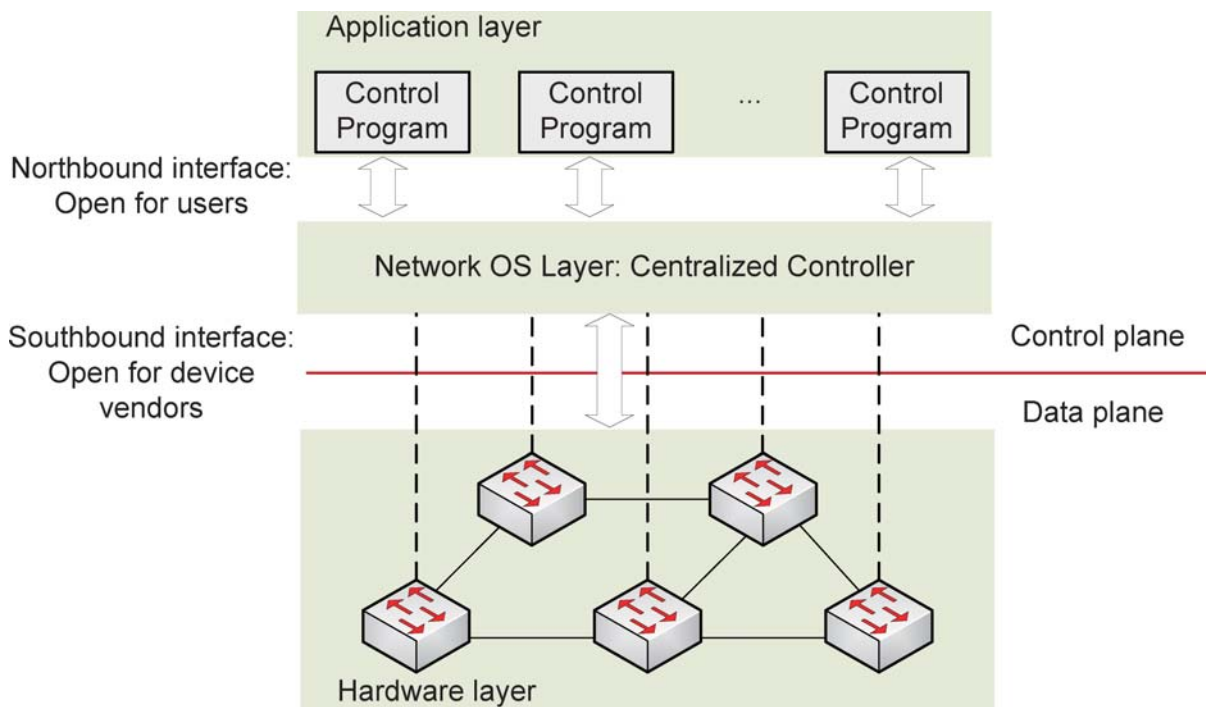 Application layer
Control
Program
Control
Program
...
Control
Program
Northbound interface:
Open for users
Network OS Layer: Centralized Controller
Southbound interface:
Open for device
vendors
Control plane
Data plane
Hardware layer